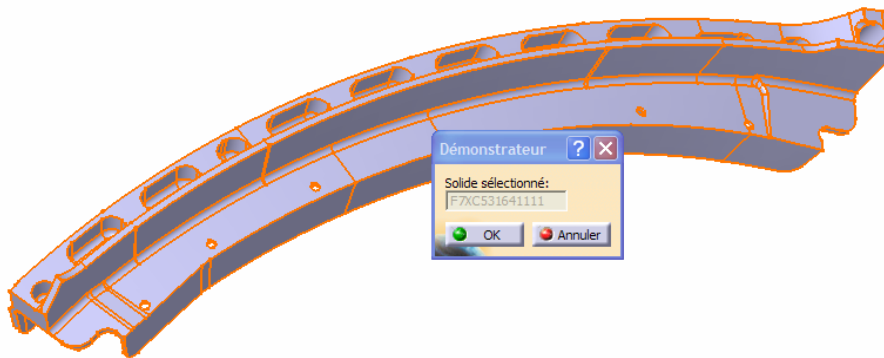 Démonstrateur
Solide sélectionné:
F7XC531641111
OK
Annuler